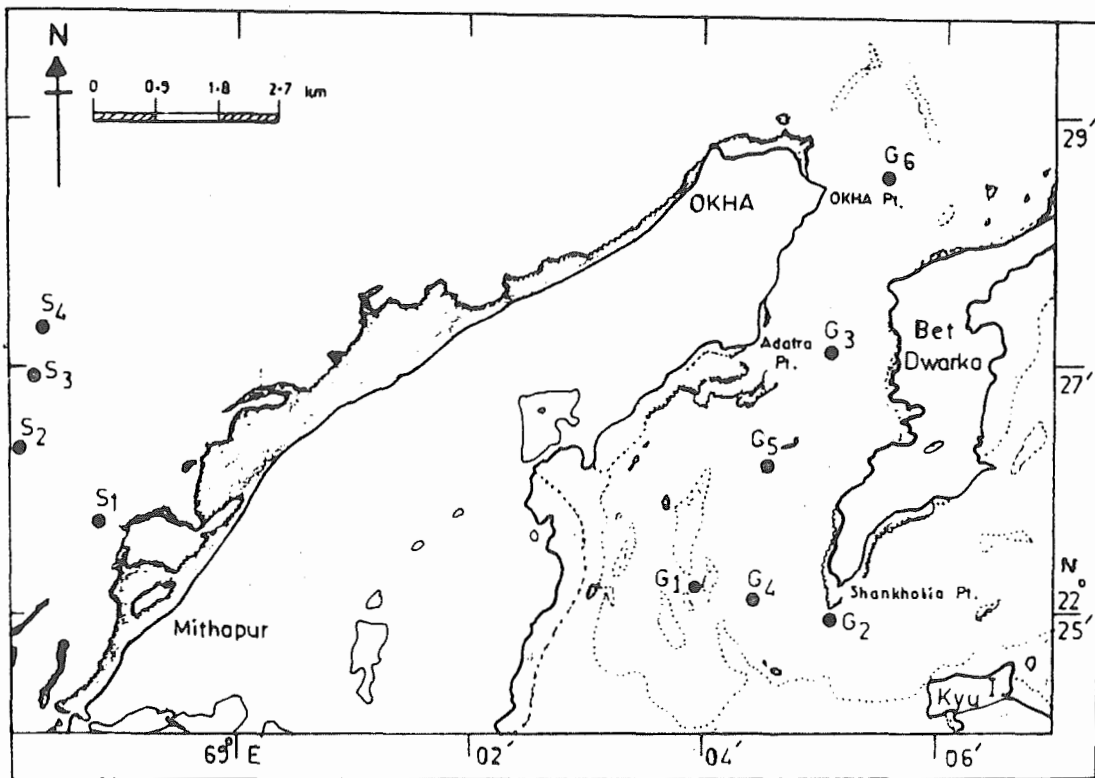 N
0 0.9 1.8 2.7 km
29′
G6
OKHA
OKHA Pt.
S4
G3
Bet
Dwarka
Adatra
Pt.
S3
27′
S2
G5
S1
G1
G4
Shankhosia Pt.
N
22°
25′
G2
Mithapur
Kyu I.
69° E
02′
04′
06′